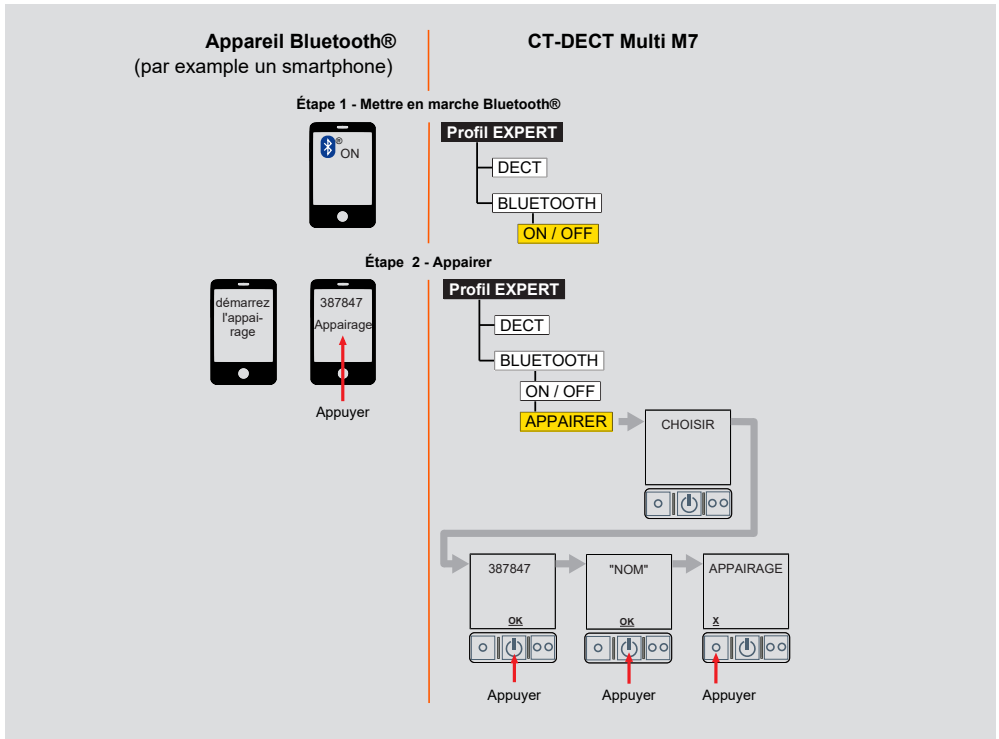 Appareil Bluetooth®
(par example un smartphone)
CT-DECT Multi M7
Étape 1 - Mettre en marche Bluetooth®
®
ON
Profil EXPERT
DECT
BLUETOOTH
ON / OFF
Étape 2 - Appairer
démarrez
l'appai-
rage
387847
Appairage
Appuyer
Profil EXPERT
DECT
BLUETOOTH
ON / OFF
APPAIRER
CHOISIR
387847
OK
Appuyer
"NOM"
OK
Appuyer
APPAIRAGE
X
Appuyer